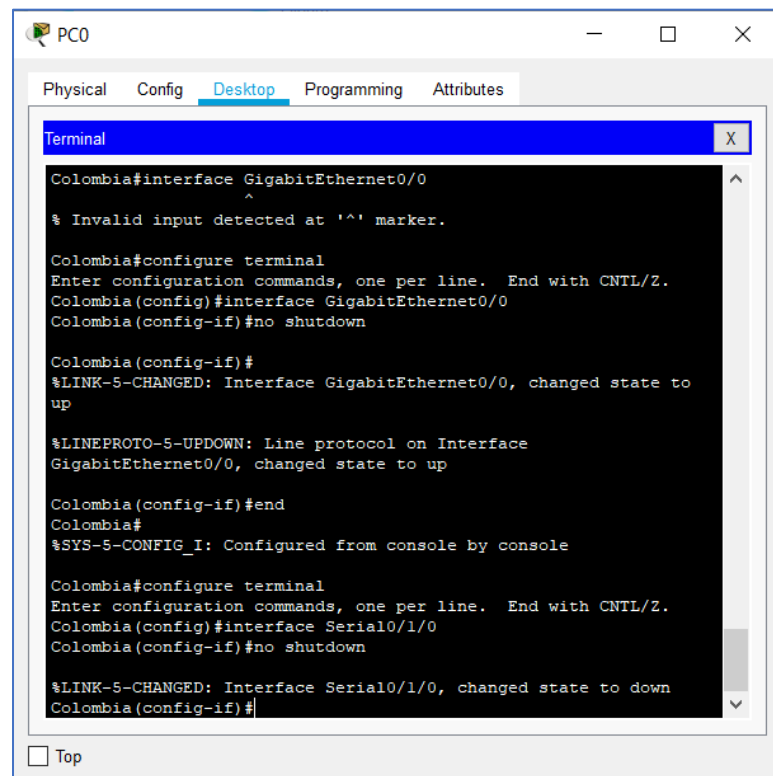 PC0
Physical Config Desktop Programming Attributes
Terminal
X
Colombia#interface GigabitEthernet0/0
^
% Invalid input detected at '^' marker.
Colombia#configure terminal
Enter configuration commands, one per line.  End with CNTL/Z.
Colombia(config)#interface GigabitEthernet0/0
Colombia(config-if)#no shutdown
Colombia(config-if)#
%LINK-5-CHANGED: Interface GigabitEthernet0/0, changed state to
up
%LINEPROTO-5-UPDOWN: Line protocol on Interface
GigabitEthernet0/0, changed state to up
Colombia(config-if)#end
Colombia#
%SYS-5-CONFIG_I: Configured from console by console
Colombia#configure terminal
Enter configuration commands, one per line.  End with CNTL/Z.
Colombia(config)#interface Serial0/1/0
Colombia(config-if)#no shutdown
%LINK-5-CHANGED: Interface Serial0/1/0, changed state to down
Colombia(config-if)#
Top